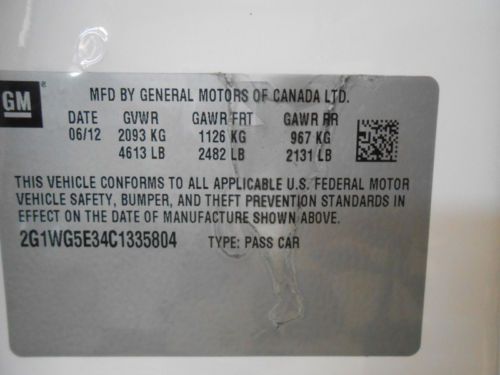 GM
MFD BY GENERAL MOTORS OF CANADA LTD.
DATE GVWR GAWR FRT GAWR RR
06/12 2093 KG 1126 KG 967 KG
4613 LB 2482 LB 2131 LB
THIS VEHICLE CONFORMS TO ALL APPLICABLE U.S. FEDERAL MOTOR
VEHICLE SAFETY, BUMPER, AND THEFT PREVENTION STANDARDS IN
EFFECT ON THE DATE OF MANUFACTURE SHOWN ABOVE.
2G1WG5E34C1335804 TYPE: PASS CAR